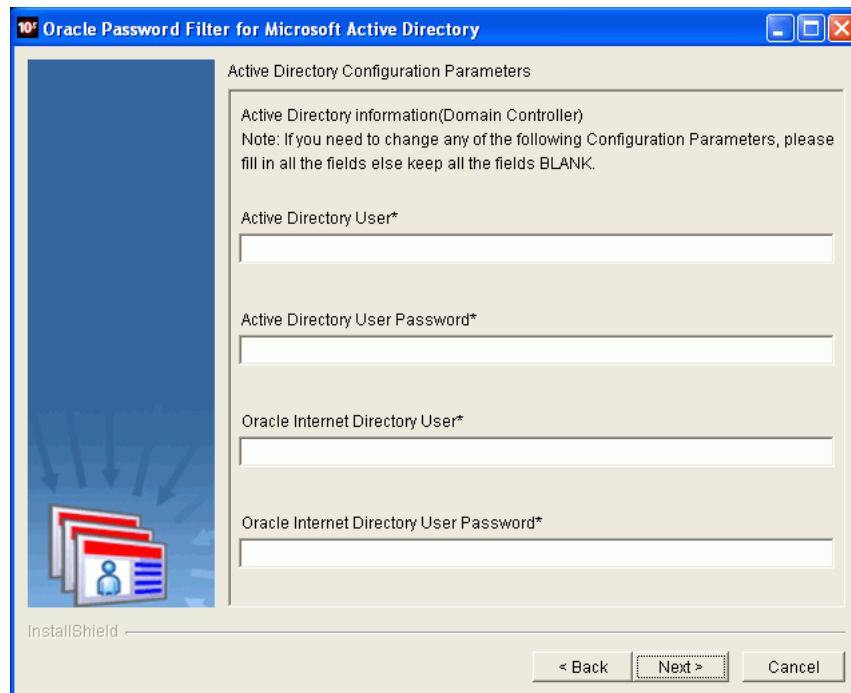 10g Oracle Password Filter for Microsoft Active Directory
Active Directory Configuration Parameters
Active Directory information(Domain Controller)
Note: If you need to change any of the following Configuration Parameters, please
fill in all the fields else keep all the fields BLANK.
Active Directory User*
Active Directory User Password*
Oracle Internet Directory User*
Oracle Internet Directory User Password*
InstallShield
< Back
Next >
Cancel